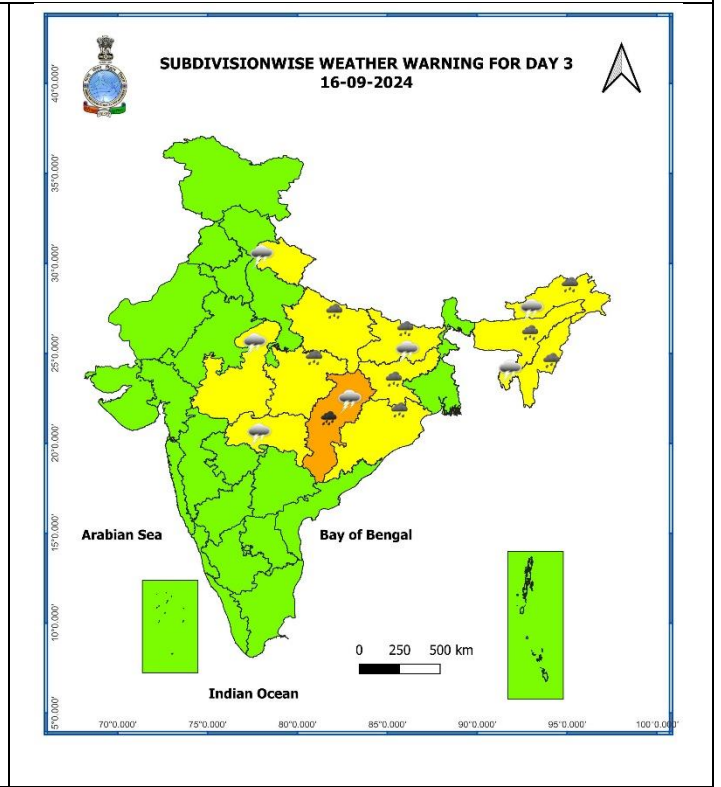 SUBDIVISIONWISE WEATHER WARNING FOR DAY 3
16-09-2024
40°0.000'
35°0.000'
30°0.000'
25°0.000'
20°0.000'
15°0.000'
10°0.000'
5°0.000'
Arabian Sea
Bay of Bengal
0 250 500 km
Indian Ocean
70°0.000' 75°0.000' 80°0.000' 85°0.000' 90°0.000' 95°0.000' 100°0.000'